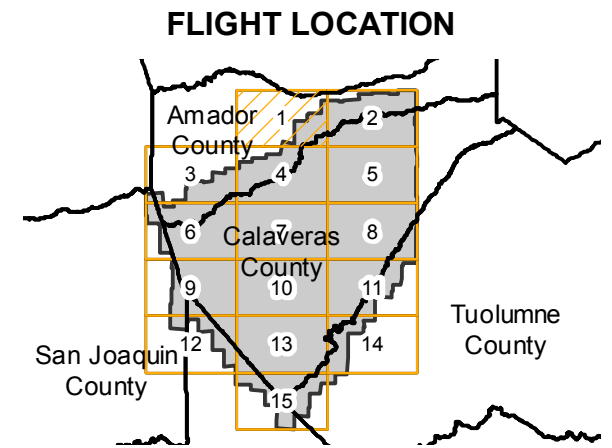 FLIGHT LOCATION
Amador
County
1
2
3
4
5
6
7
8
Calaveras
County
9
10
11
12
13
14
15
San Joaquin
County
Tuolumne
County